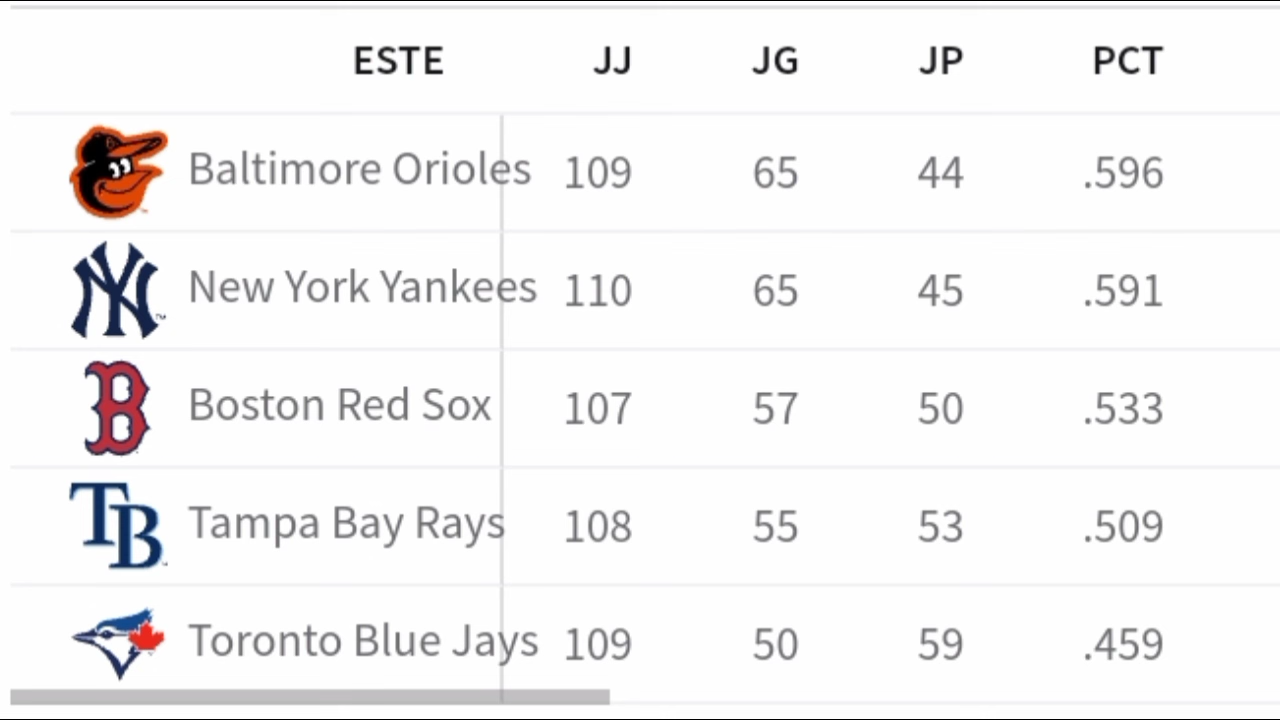 ESTE JJ JG JP PCT
Baltimore Orioles 109 65 44 .596
New York Yankees 110 65 45 .591
Boston Red Sox 107 57 50 .533
TB Tampa Bay Rays 108 55 53 .509
Toronto Blue Jays 109 50 59 .459